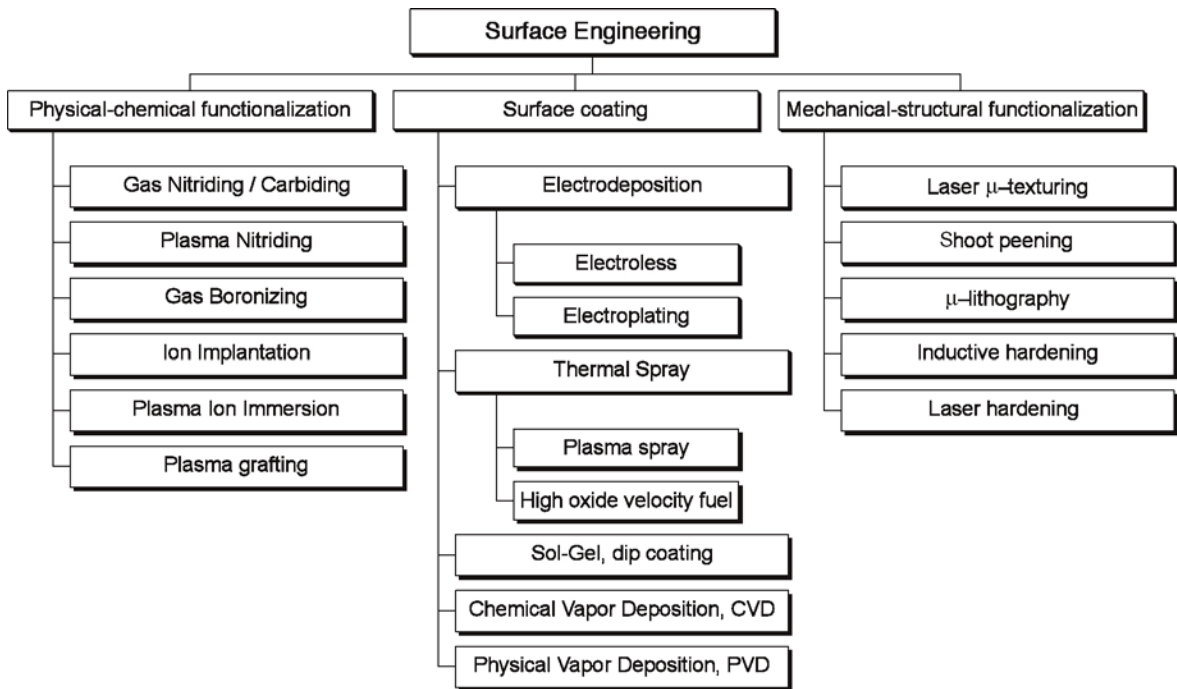 Surface Engineering
Physical-chemical functionalization
Gas Nitriding / Carbiding
Plasma Nitriding
Gas Boronizing
Ion Implantation
Plasma Ion Immersion
Plasma grafting
Surface coating
Electrodeposition
Electroless
Electroplating
Thermal Spray
Plasma spray
High oxide velocity fuel
Sol-Gel, dip coating
Chemical Vapor Deposition, CVD
Physical Vapor Deposition, PVD
Mechanical-structural functionalization
Laser μ–texturing
Shoot peening
μ–lithography
Inductive hardening
Laser hardening